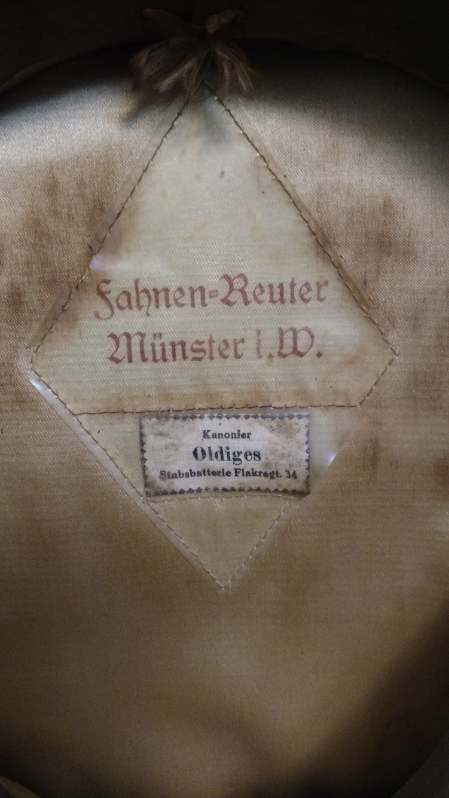 Fahnen=Reuter
Münster i.W.
Kanonier
Oldiges
Stabsbatterie Flakregt. 34